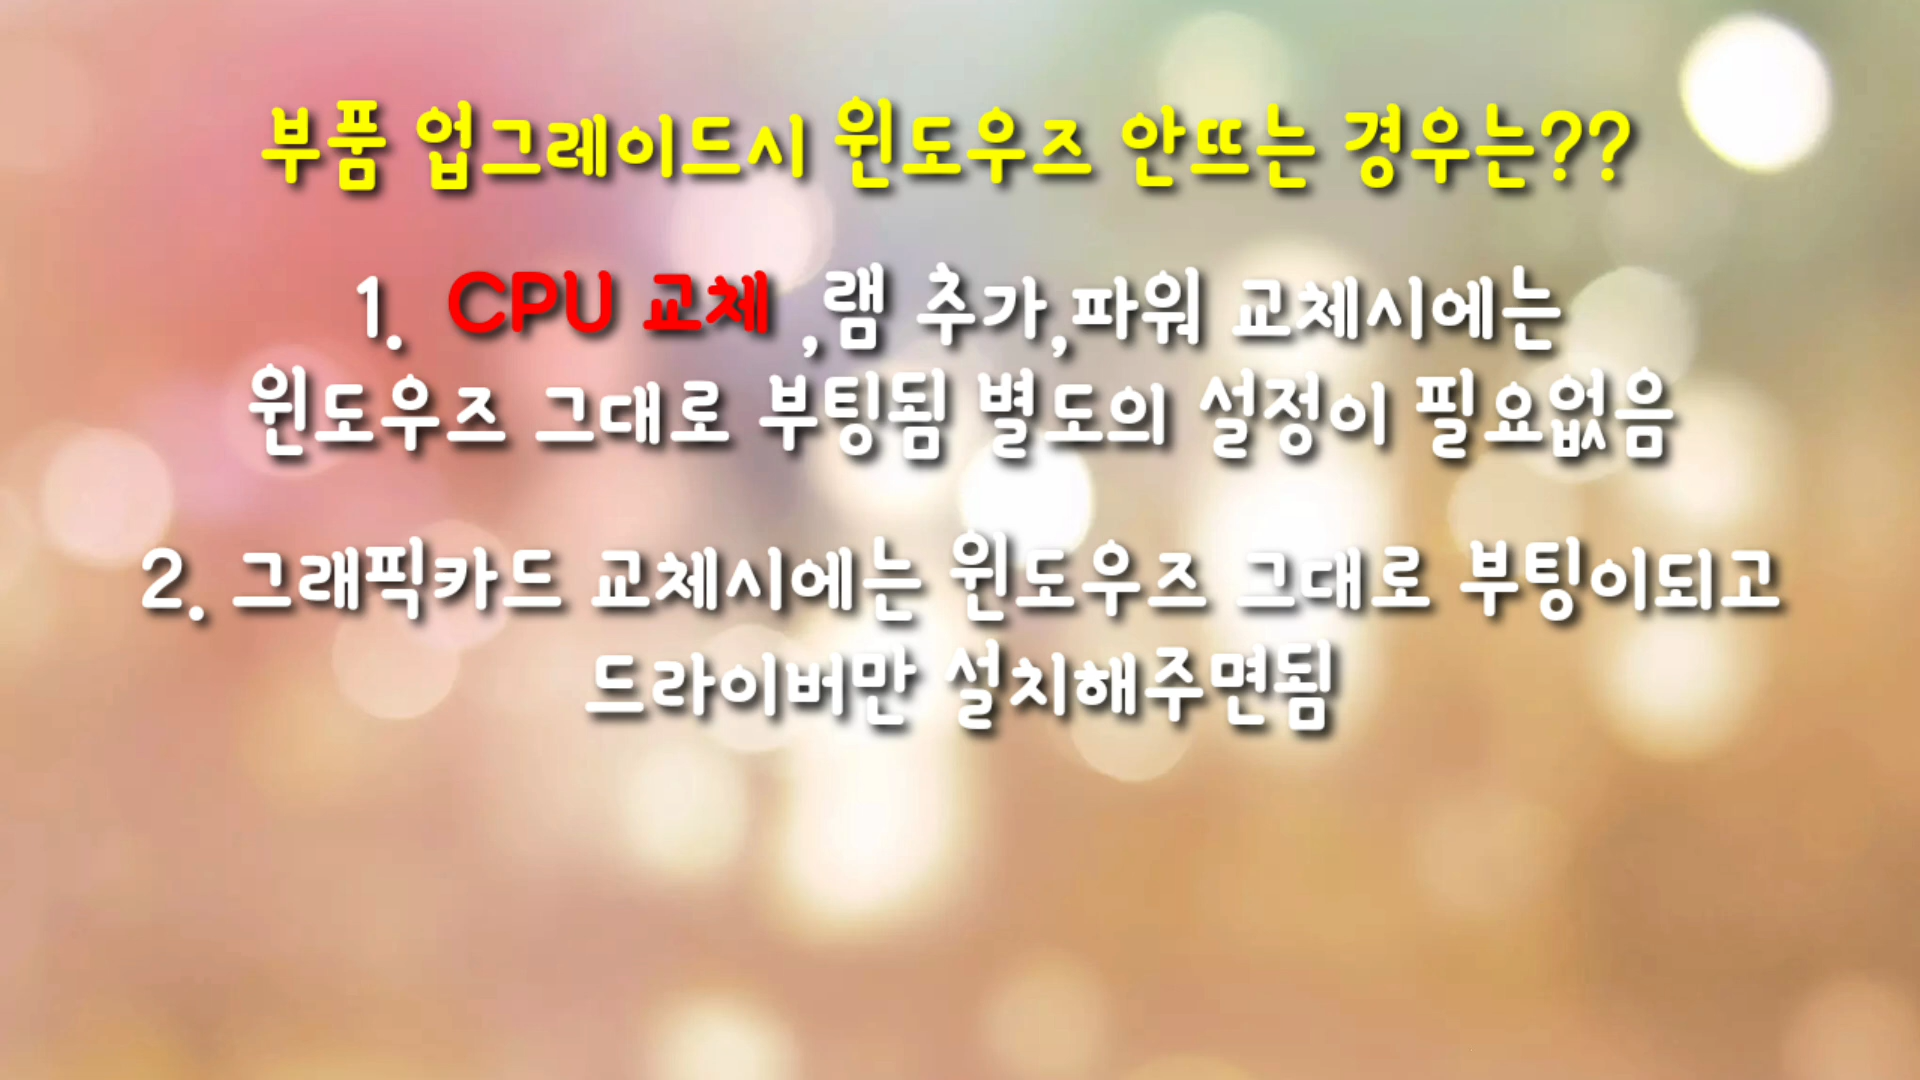 부품 업그레이드시 윈도우즈 안뜨는 경우는??
1. CPU 교체 ,램 추가,파워 교체시에는
윈도우즈 그대로 부팅됨 별도의 설정이 필요없음
2. 그래픽카드 교체시에는 윈도우즈 그대로 부팅이되고
드라이버만 설치해주면됨